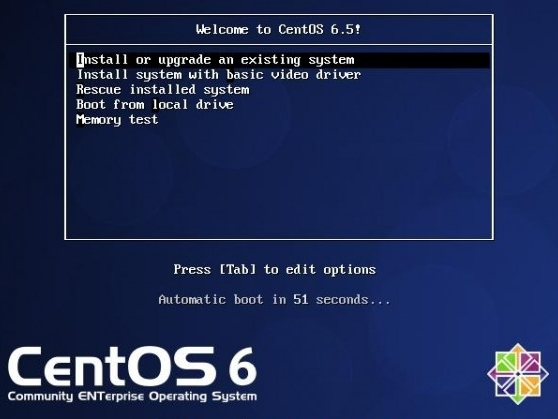 Welcome to CentOS 6.5!
Install or upgrade an existing system
Install system with basic video driver
Rescue installed system
Boot from local drive
Memory test
Press [Tab] to edit options
Automatic boot in 51 seconds...
CentOS 6
Community ENTerprise Operating System